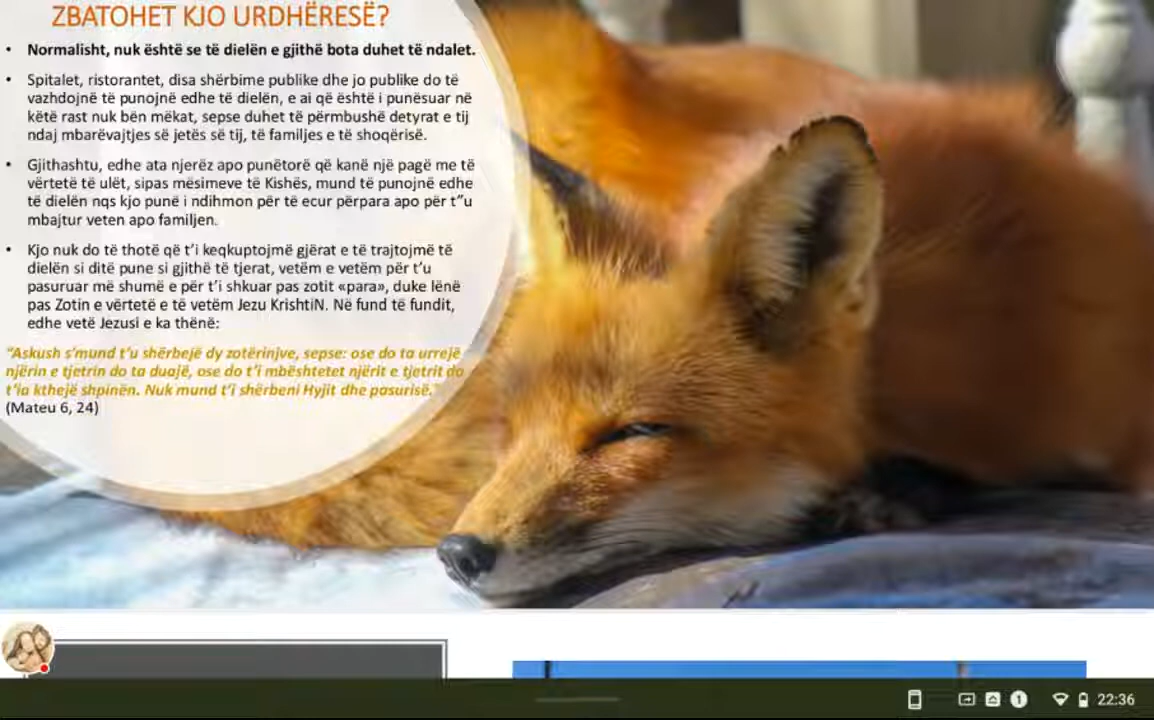 ZBATOHET KJO URDHËRESË?
• Normalisht, nuk është se të dielën e gjithë bota duhet të ndalet.
• Spitalet, ristorantet, disa shërbime publike dhe jo publike do të
vazhdojnë të punojnë edhe të dielën, e ai që është i punësuar në
këtë rast nuk bën mëkat, sepse duhet të përmbushë detyrat e tij
ndaj mbarëvajtjes së jetës së tij, të familjes e të shoqërisë.
• Gjithashtu, edhe ata njerëz apo punëtorë që kanë një pagë me të
vërtetë të ulët, sipas mësimeve të Kishës, mund të punojnë edhe
të dielën nqs kjo punë i ndihmon për të ecur përpara apo për t”u
mbajtur veten apo familjen.
• Kjo nuk do të thotë që t’i keqkuptojmë gjërat e të trajtojmë të
dielën si ditë pune si gjithë të tjerat, vetëm e vetëm për t’u
pasuruar më shumë e për t’i shkuar pas zotit «para», duke lënë
pas Zotin e vërtetë e të vetëm Jezu KrishtiN. Në fund të fundit,
edhe vetë Jezusi e ka thënë:
“Askush s’mund t’u shërbejë dy zotërinjve, sepse: ose do ta urrejë
njërin e tjetrin do ta duajë, ose do t’i mbështetet njërit e tjetrit do
t’ia kthejë shpinën. Nuk mund t’i shërbeni Hyjit dhe pasurisë.”
(Mateu 6, 24)
1 22:36